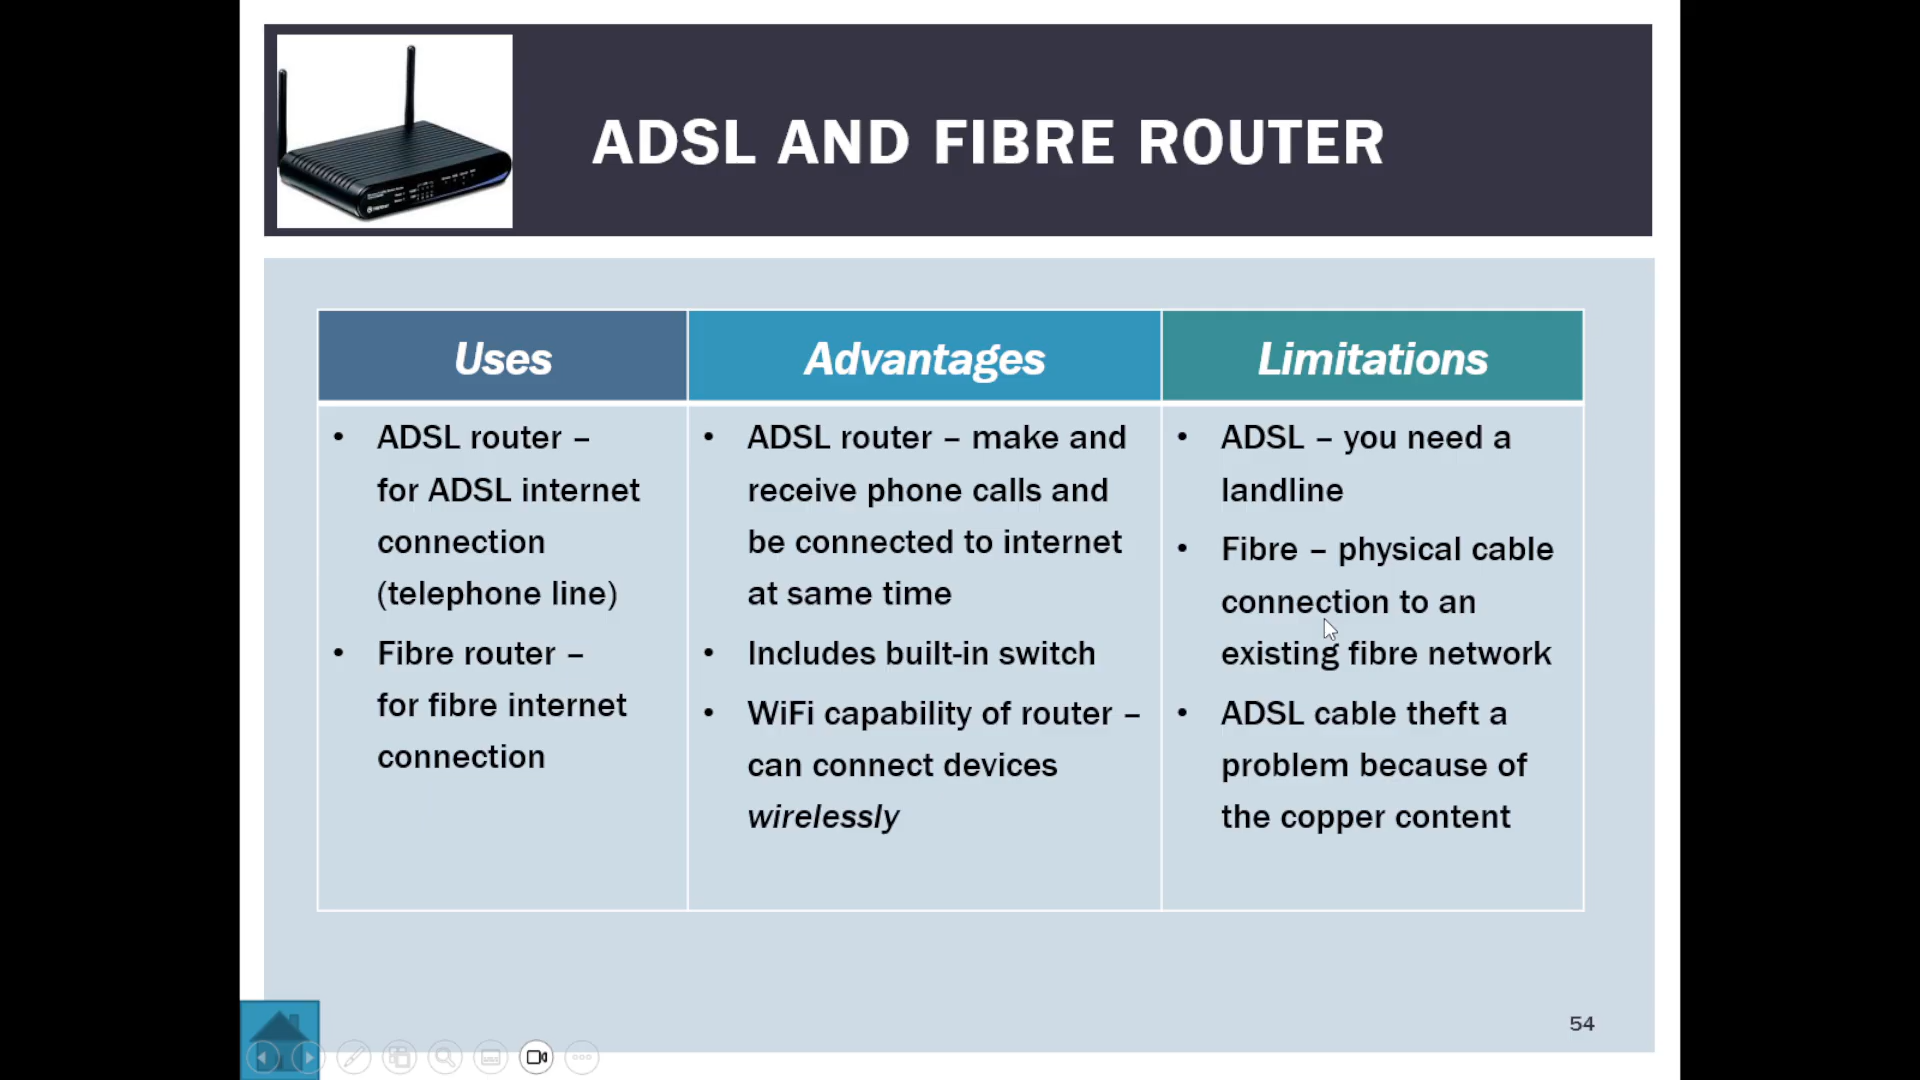 ADSL AND FIBRE ROUTER
Uses
Advantages
Limitations
• ADSL router –
for ADSL internet
connection
(telephone line)
• Fibre router –
for fibre internet
connection
• ADSL router – make and
receive phone calls and
be connected to internet
at same time
• Includes built-in switch
• WiFi capability of router –
can connect devices
wirelessly
• ADSL – you need a
landline
• Fibre – physical cable
connection to an
existing fibre network
• ADSL cable theft a
problem because of
the copper content
54